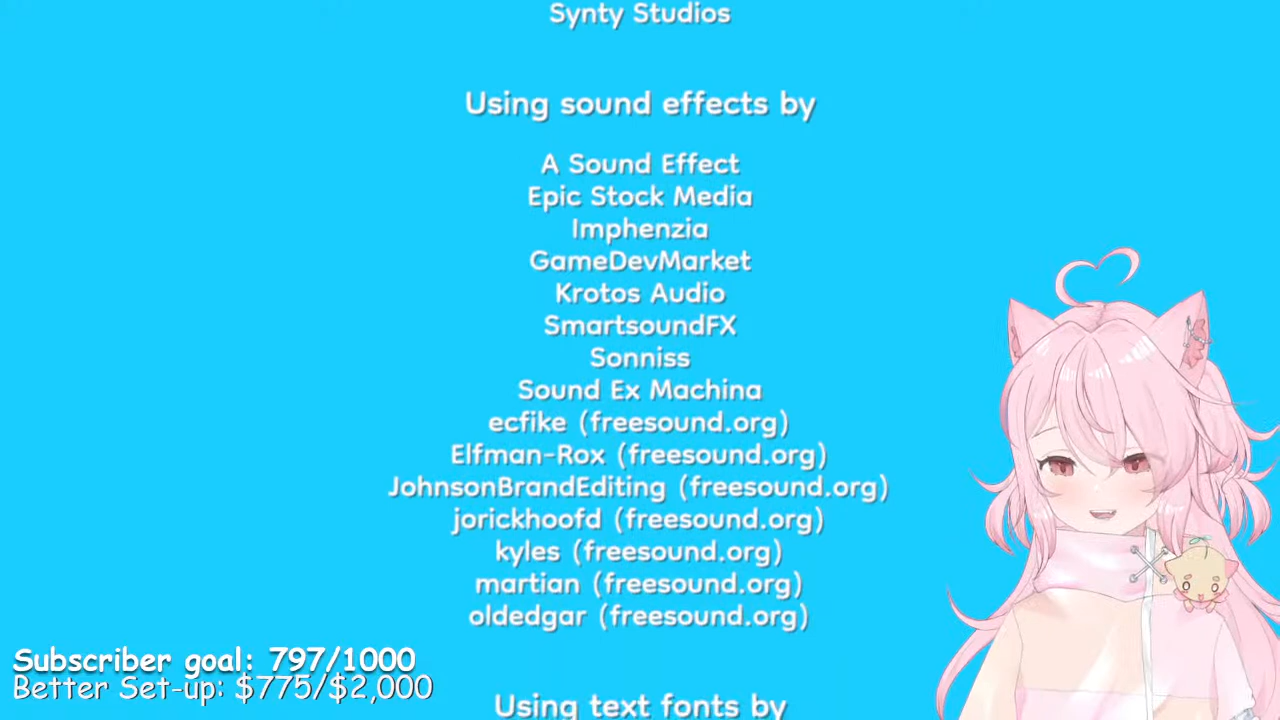 Synty Studios
Using sound effects by
A Sound Effect
Epic Stock Media
Imphenzia
GameDevMarket
Krotos Audio
SmartsoundFX
Sonniss
Sound Ex Machina
ecfike (freesound.org)
Elfman-Rox (freesound.org)
JohnsonBrandEditing (freesound.org)
jorickhoofd (freesound.org)
kyles (freesound.org)
martian (freesound.org)
oldedgar (freesound.org)
Using text fonts by
Subscriber goal: 797/1000
Better Set-up: $775/$2,000